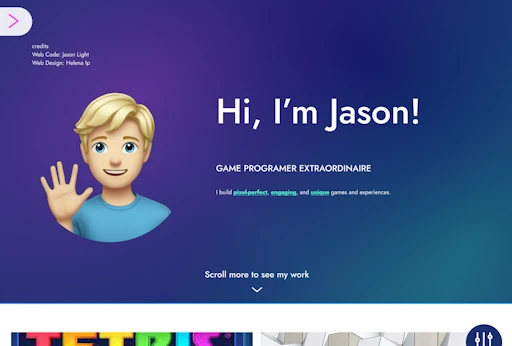 credits
Web Code: Jason Light
Web Design: Helena Ip
Hi, I'm Jason!
GAME PROGRAMER EXTRAORDINAIRE
I build pixel-perfect, engaging, and unique games and experiences.
Scroll more to see my work
TETRIS